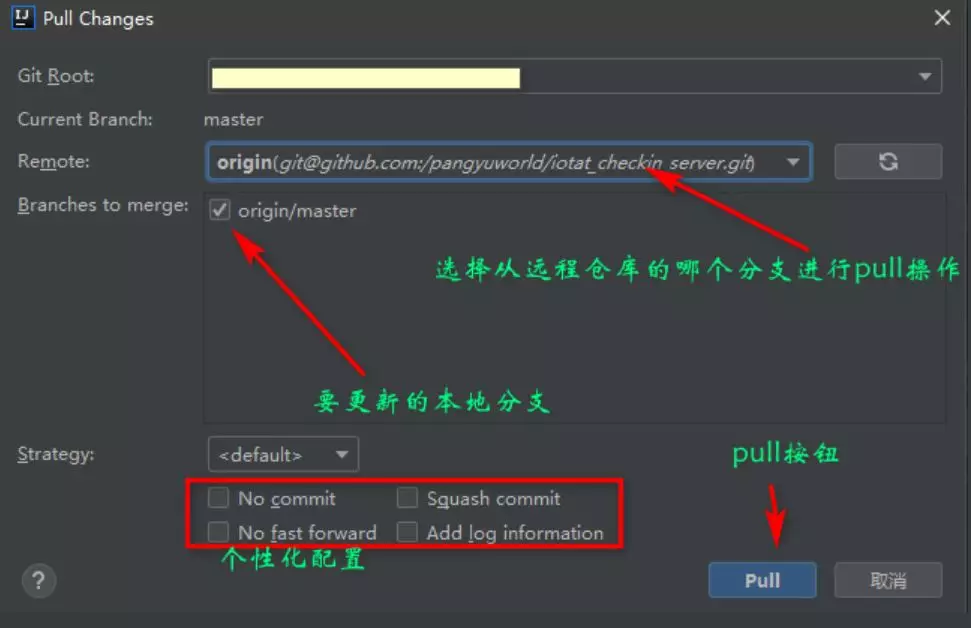 Pull Changes
Git Root:
Current Branch: master
Remote: origin(git@github.com:/pangyuworld/iotat_checkin_server.git)
Branches to merge: origin/master
选择从远程仓库的哪个分支进行pull操作
要更新的本地分支
Strategy: <default>
pull按钮
No commit Squash commit
No fast forward Add log information
个性化配置
? Pull 取消